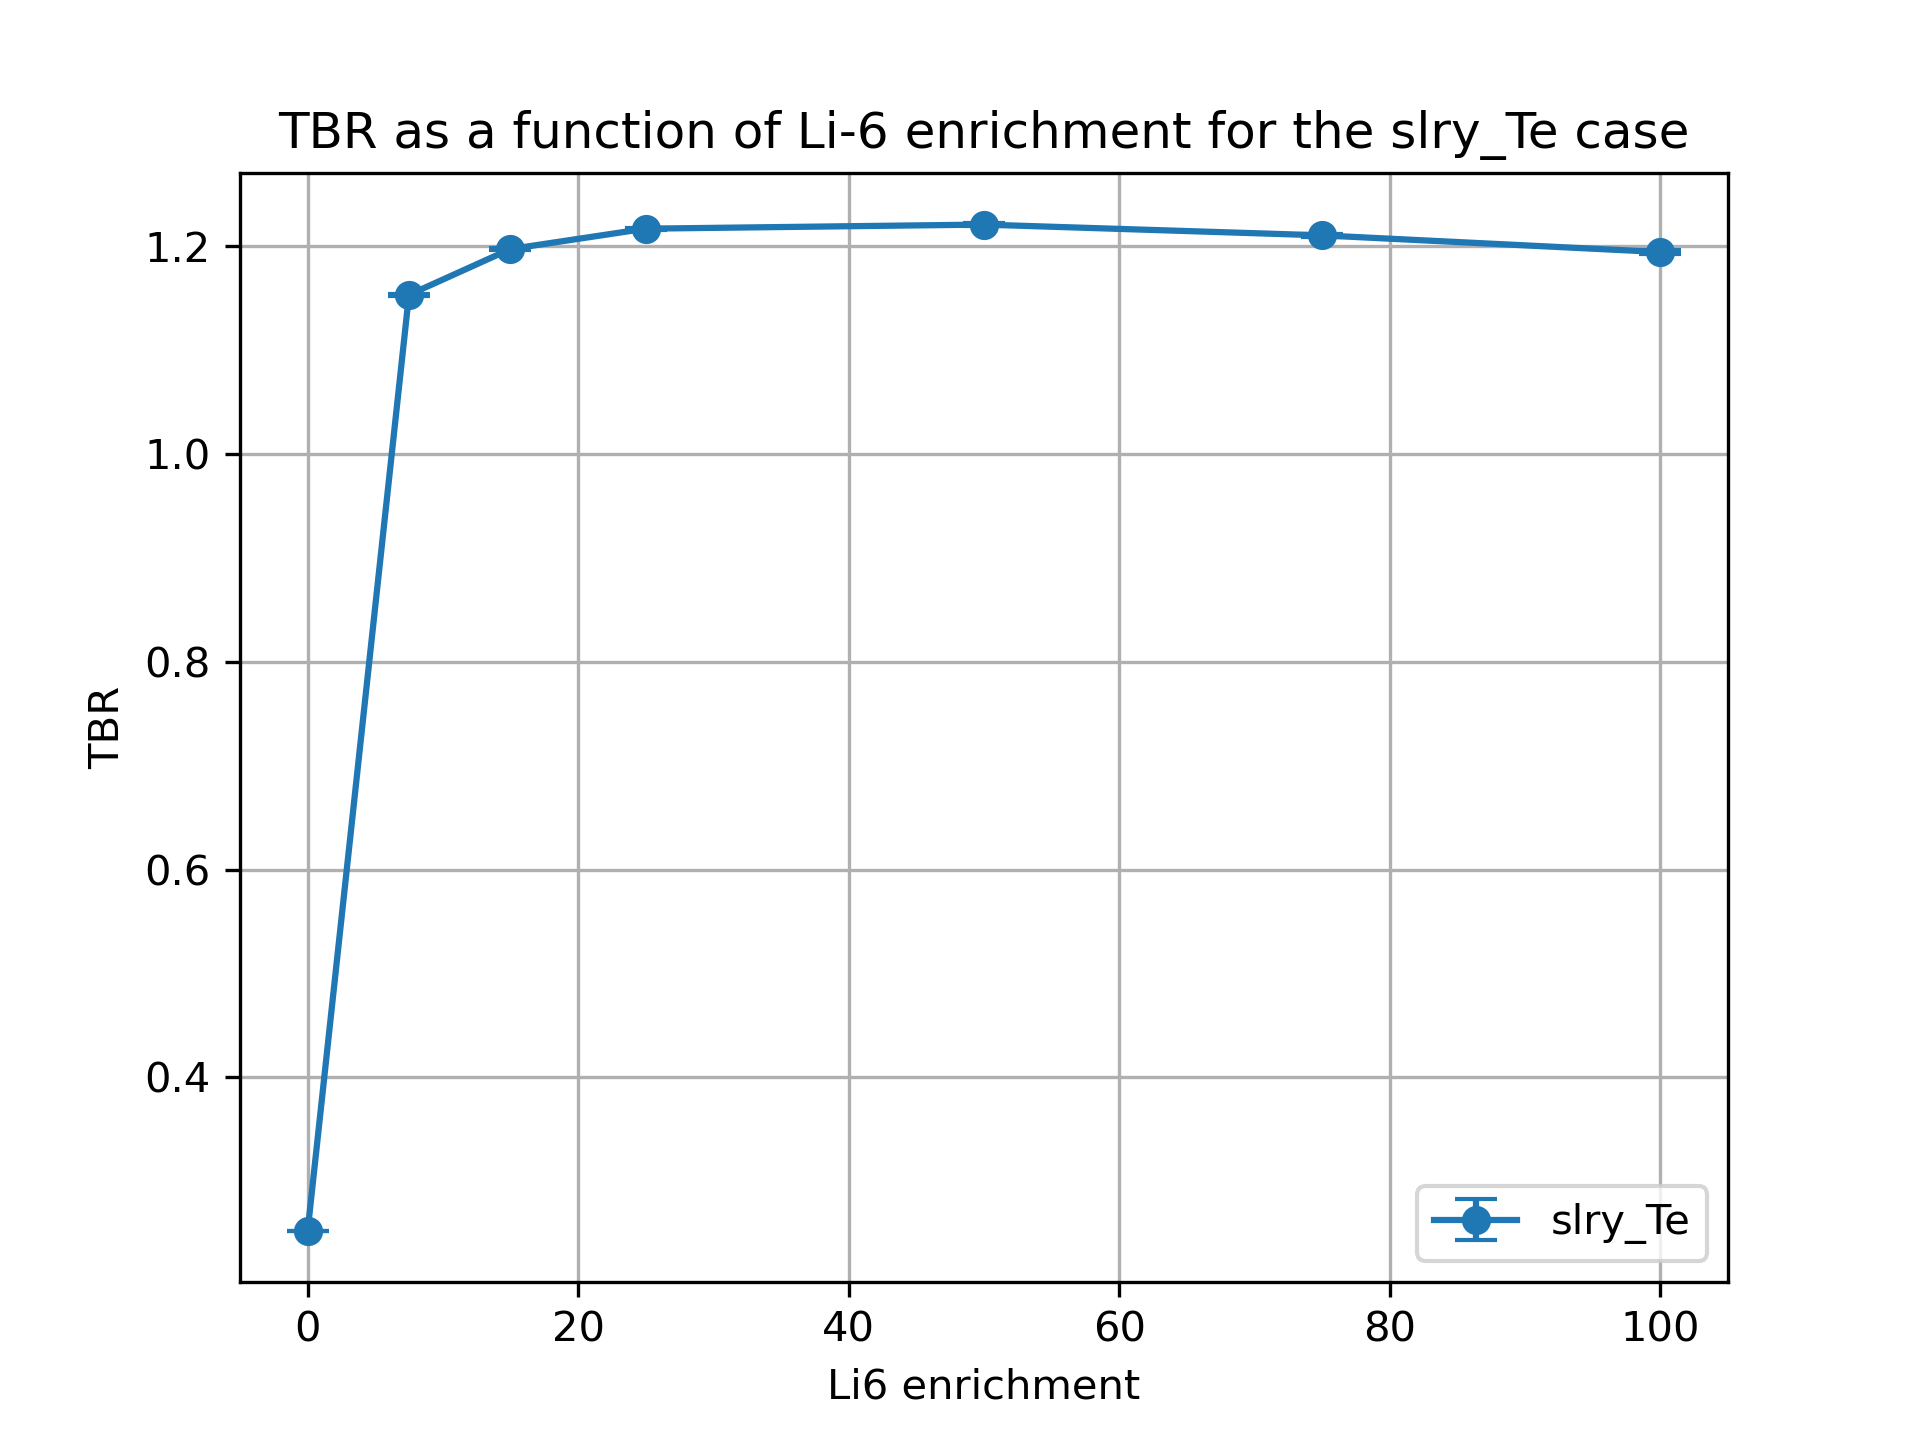 TBR as a function of Li-6 enrichment for the slry_Te case
TBR
1.2
1.0
0.8
0.6
0.4
slry_Te
0 20 40 60 80 100
Li6 enrichment